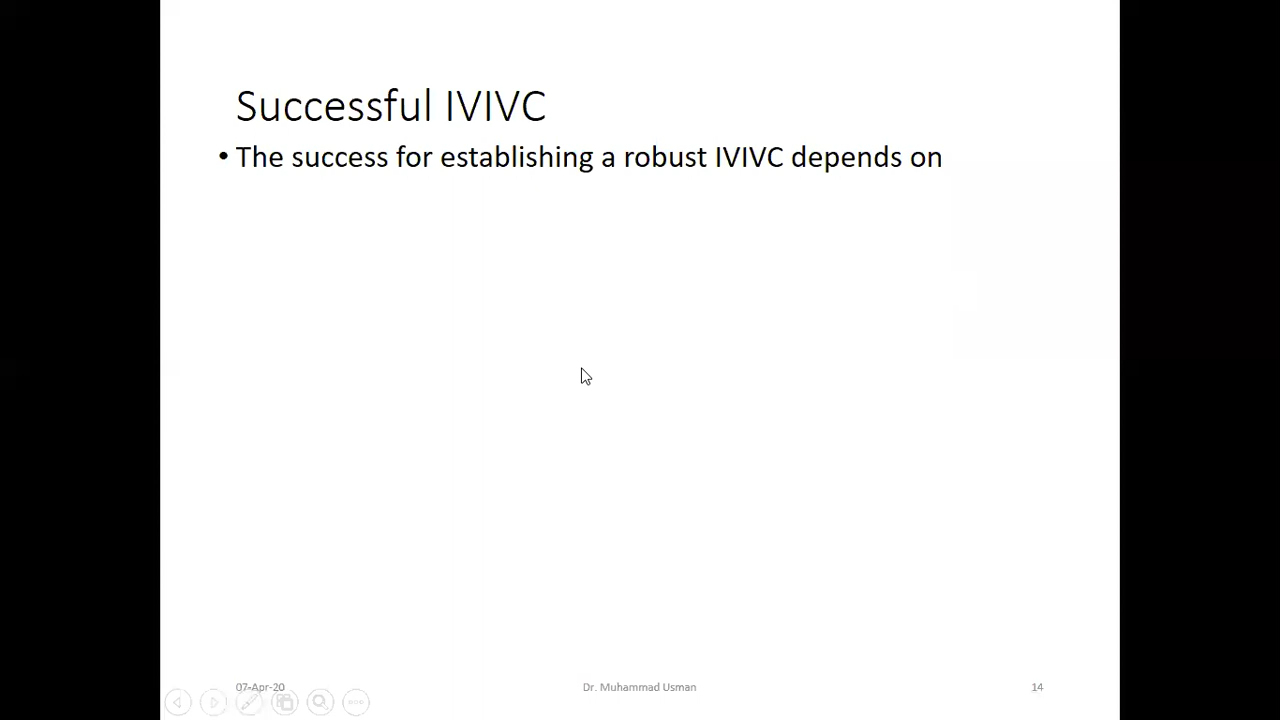 Successful IVIVC
• The success for establishing a robust IVIVC depends on
07-Apr-20
Dr. Muhammad Usman
14